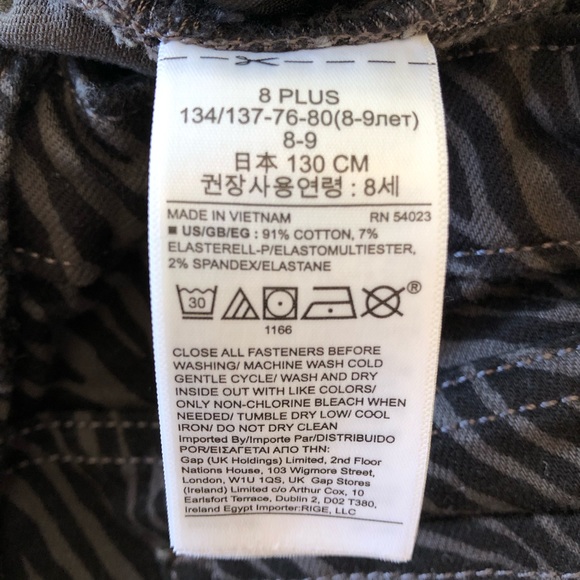 8 PLUS
134/137-76-80(8-9лет)
8-9
日本 130 CM
권장사용연령 : 8세
MADE IN VIETNAM RN 54023
■ US/GB/EG : 91% COTTON, 7%
ELASTERELL-P/ELASTOMULTIESTER,
2% SPANDEX/ELASTANE
30
®
1166
CLOSE ALL FASTENERS BEFORE
WASHING/ MACHINE WASH COLD
GENTLE CYCLE/ WASH AND DRY
INSIDE OUT WITH LIKE COLORS/
ONLY NON-CHLORINE BLEACH WHEN
NEEDED/ TUMBLE DRY LOW/ COOL
IRON/ DO NOT DRY CLEAN
Imported By/Importe Par/DISTRIBUIDO
POR/ΕΙΣΑΓΕΤΑΙ ΑΠΟ ΤΗΝ:
Gap (UK Holdings) Limited, 2nd Floor
Nations House, 103 Wigmore Street,
London, W1U 1QS, UK Gap Stores
(Ireland) Limited c/o Arthur Cox, 10
Earlsfort Terrace, Dublin 2, D02 T380,
Ireland Egypt Importer:RIGE, LLC